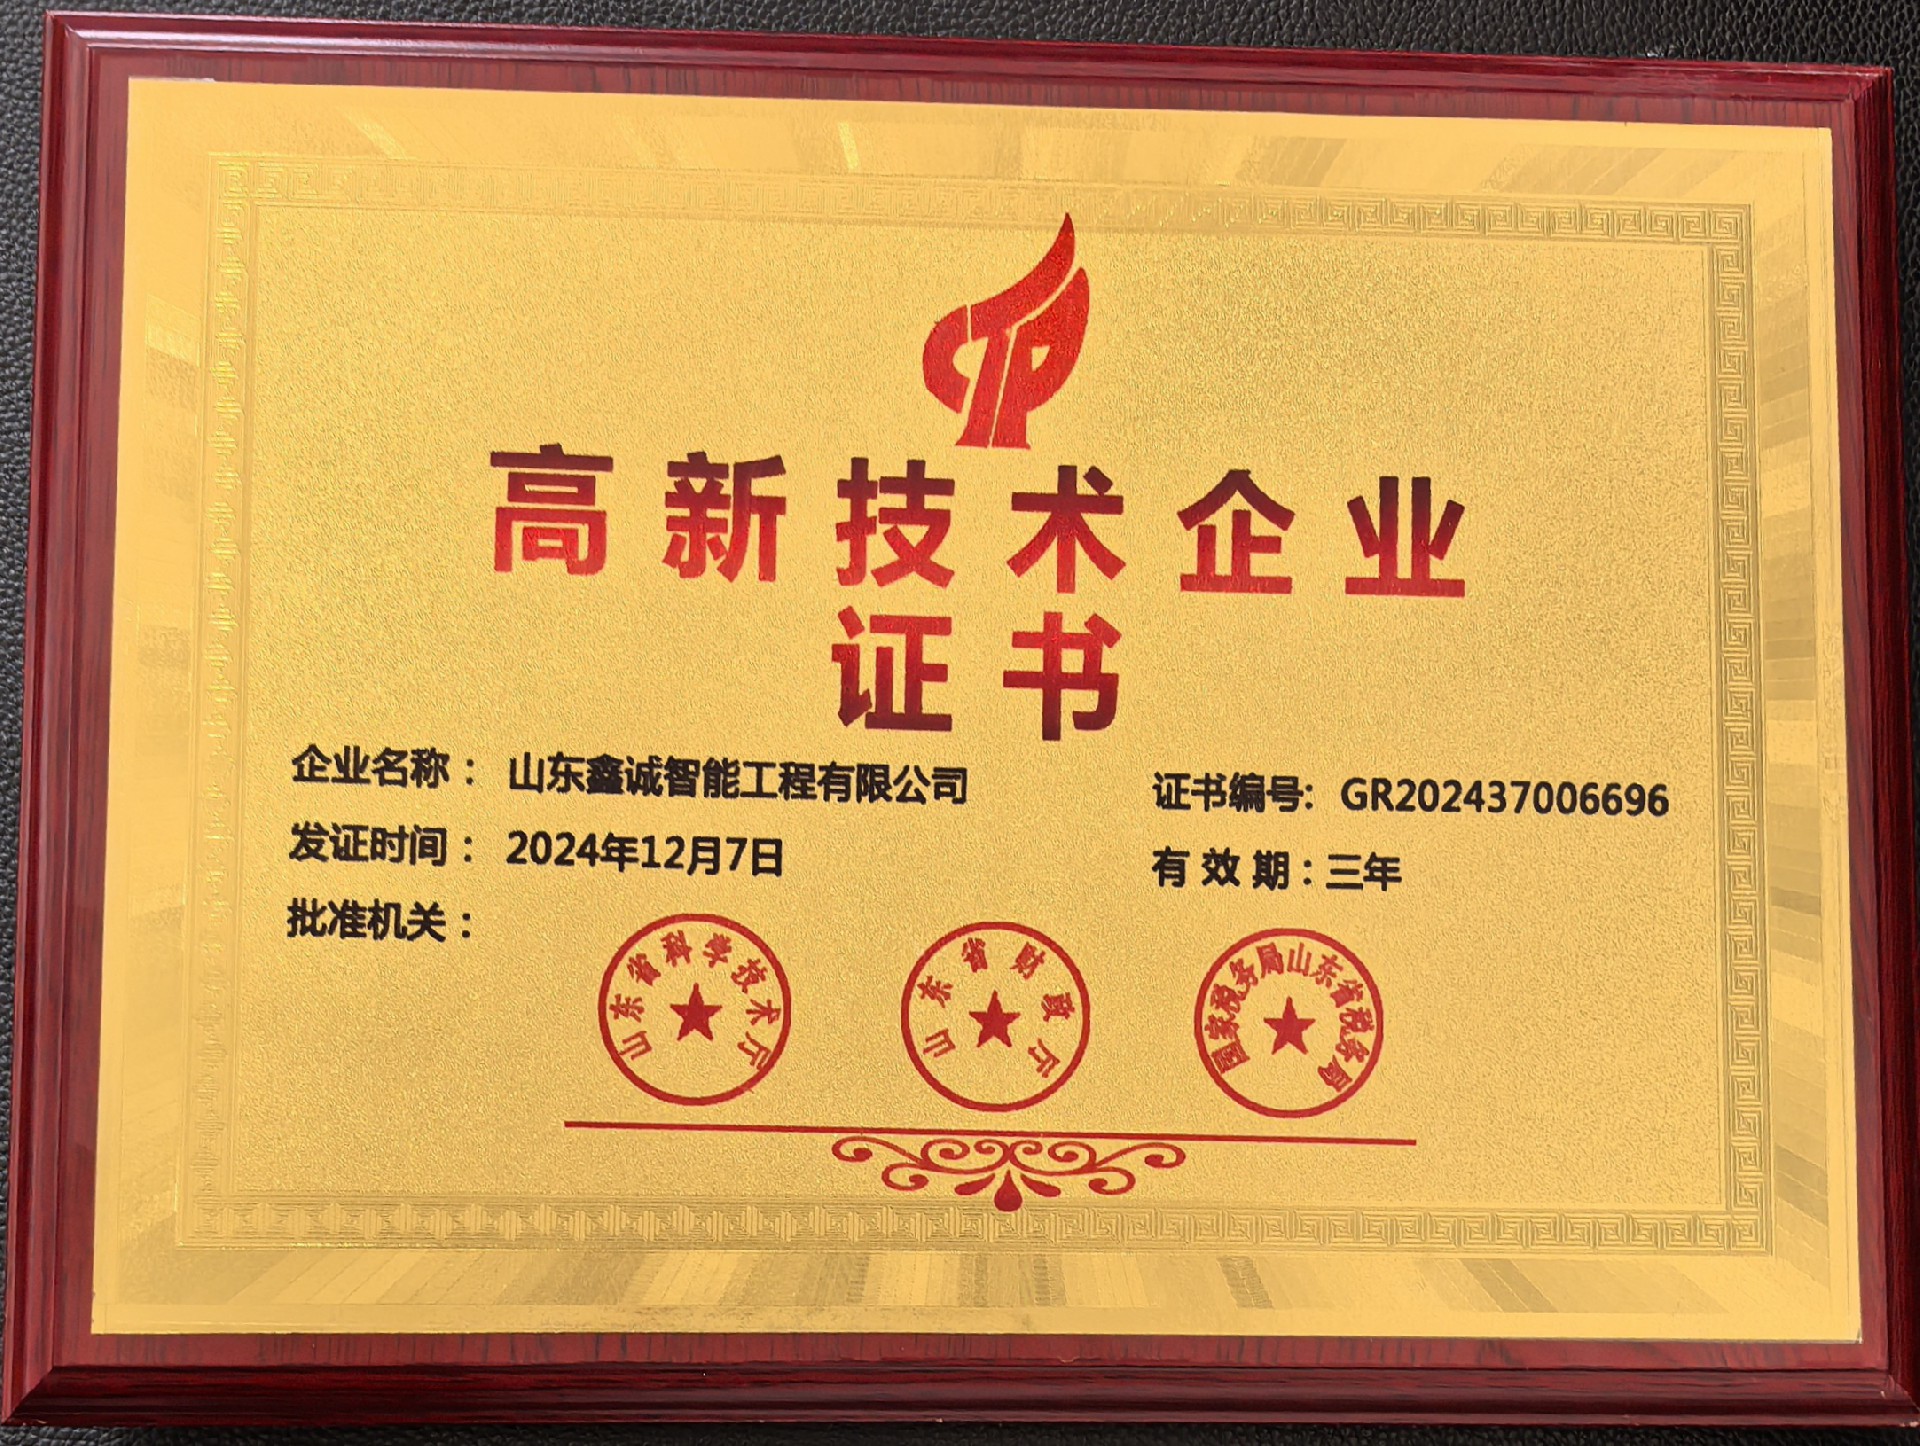 高新技术企业
证书
企业名称： 山东鑫诚智能工程有限公司
证书编号: GR202437006696
发证时间： 2024年12月7日
有 效 期：三年
批准机关：
山东省科学技术厅
山东省财政厅
国家税务局山东省税务局